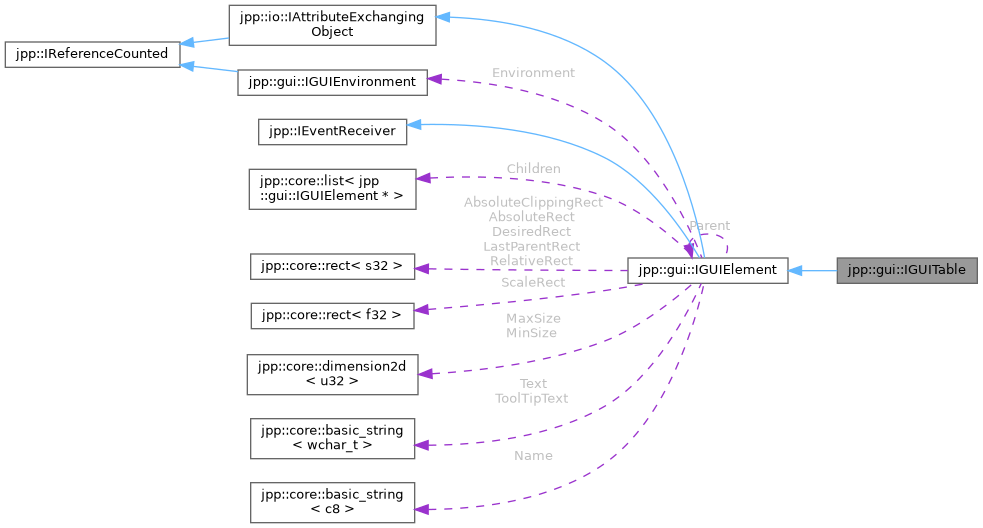 jpp::io::IAttributeExchanging
Object
jpp::IReferenceCounted
jpp::gui::IGUIEnvironment
Environment
jpp::IEventReceiver
jpp::core::list< jpp
::gui::IGUIElement * >
Children
AbsoluteClippingRect
AbsoluteRect
DesiredRect
LastParentRect
RelativeRect
Parent
jpp::core::rect< s32 >
jpp::gui::IGUIElement
jpp::gui::IGUITable
ScaleRect
jpp::core::rect< f32 >
MaxSize
MinSize
jpp::core::dimension2d
< u32 >
Text
ToolTipText
jpp::core::basic_string
< wchar_t >
Name
jpp::core::basic_string
< c8 >